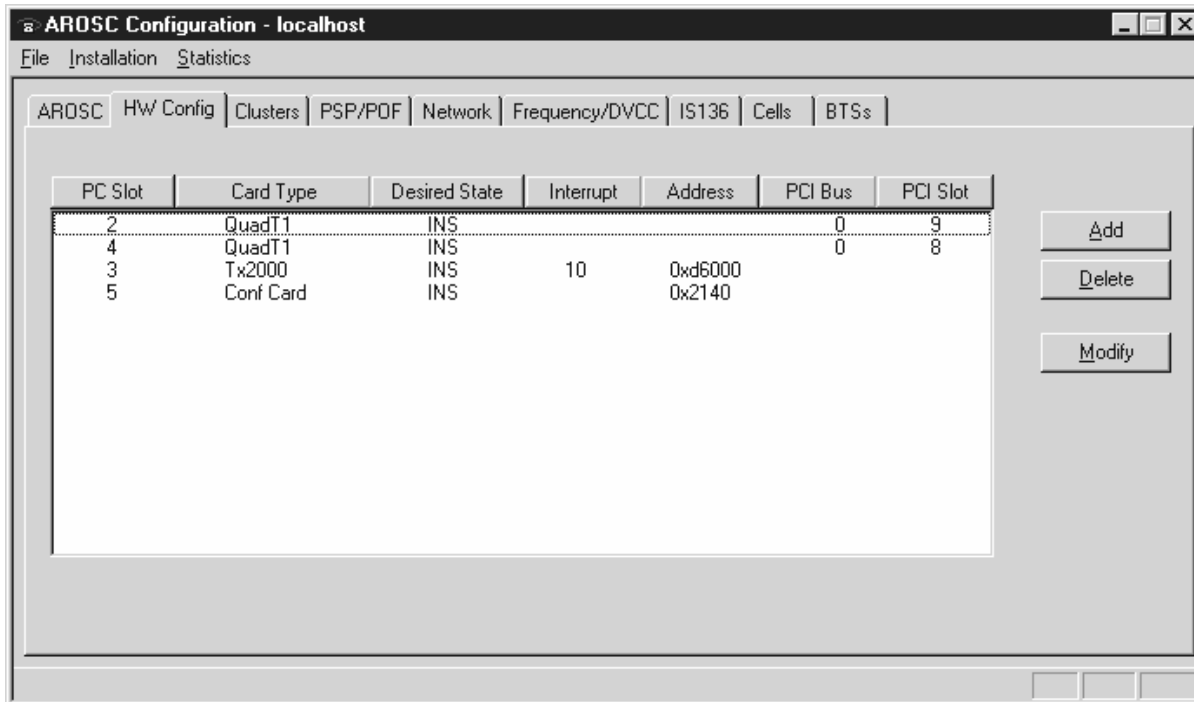 AROSC Configuration - localhost
File Installation Statistics
AROSC HW Config Clusters PSP/POF Network Frequency/DVCC IS136 Cells BTSs
PC Slot Card Type Desired State Interrupt Address PCI Bus PCI Slot
2 QuadT1 INS 0 9
4 QuadT1 INS 0 8
3 Tx2000 INS 10 0xd6000
5 Conf Card INS 0x2140
Add
Delete
Modify